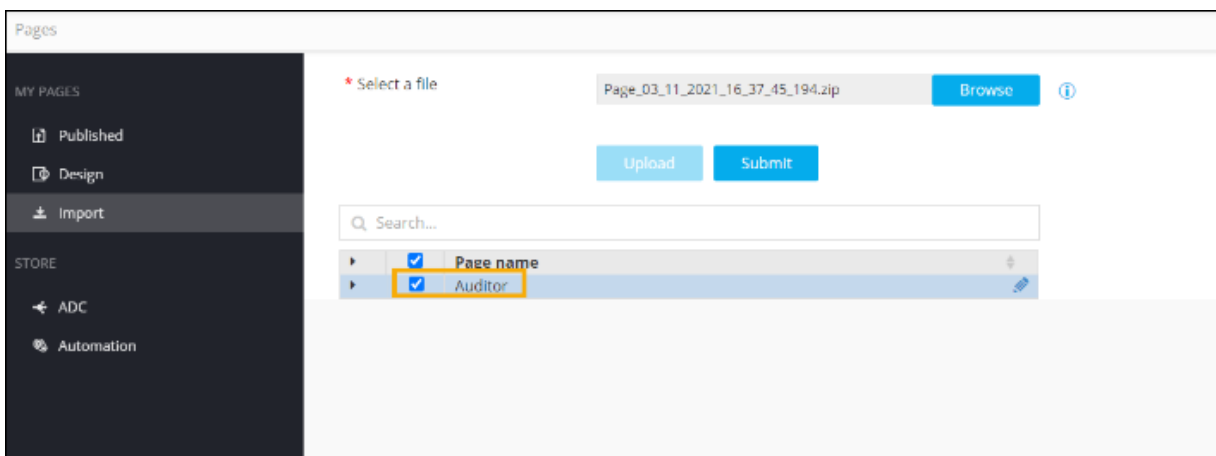 Pages
MY PAGES
Published
Design
Import
STORE
ADC
Automation
* Select a file
Page_03_11_2021_16_37_45_194.zip
Browse
Upload
Submit
Search...
Page name
Auditor